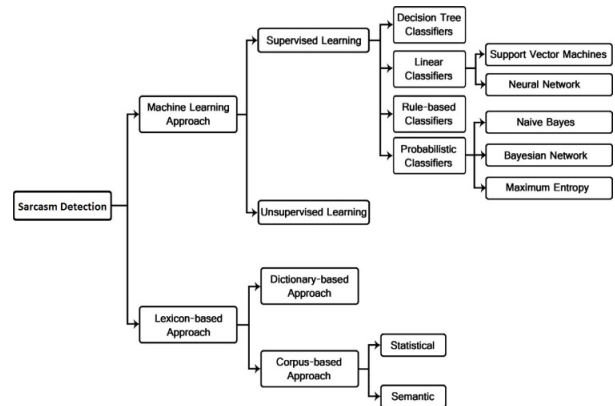 Sarcasm Detection
Machine Learning
Approach
Supervised Learning
Decision Tree
Classifiers
Linear
Classifiers
Support Vector Machines
Neural Network
Rule-based
Classifiers
Probabilistic
Classifiers
Naive Bayes
Bayesian Network
Maximum Entropy
Unsupervised Learning
Lexicon-based
Approach
Dictionary-based
Approach
Corpus-based
Approach
Statistical
Semantic